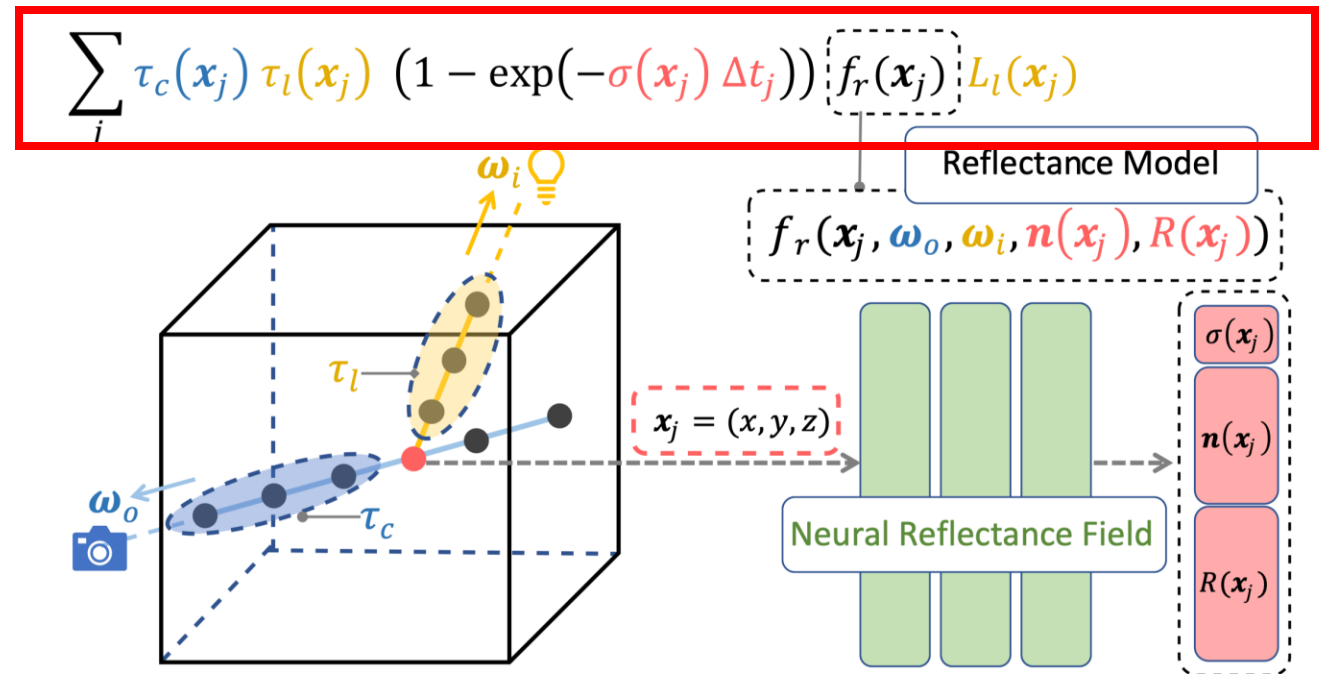 ∑_j τ_c(x_j) τ_l(x_j) (1 − exp(−σ(x_j) Δt_j)) f_r(x_j) L_l(x_j)
Reflectance Model
f_r(x_j, ω_o, ω_i, n(x_j), R(x_j))
ω_i
τ_l
x_j = (x, y, z)
ω_o
τ_c
Neural Reflectance Field
σ(x_j)
n(x_j)
R(x_j)